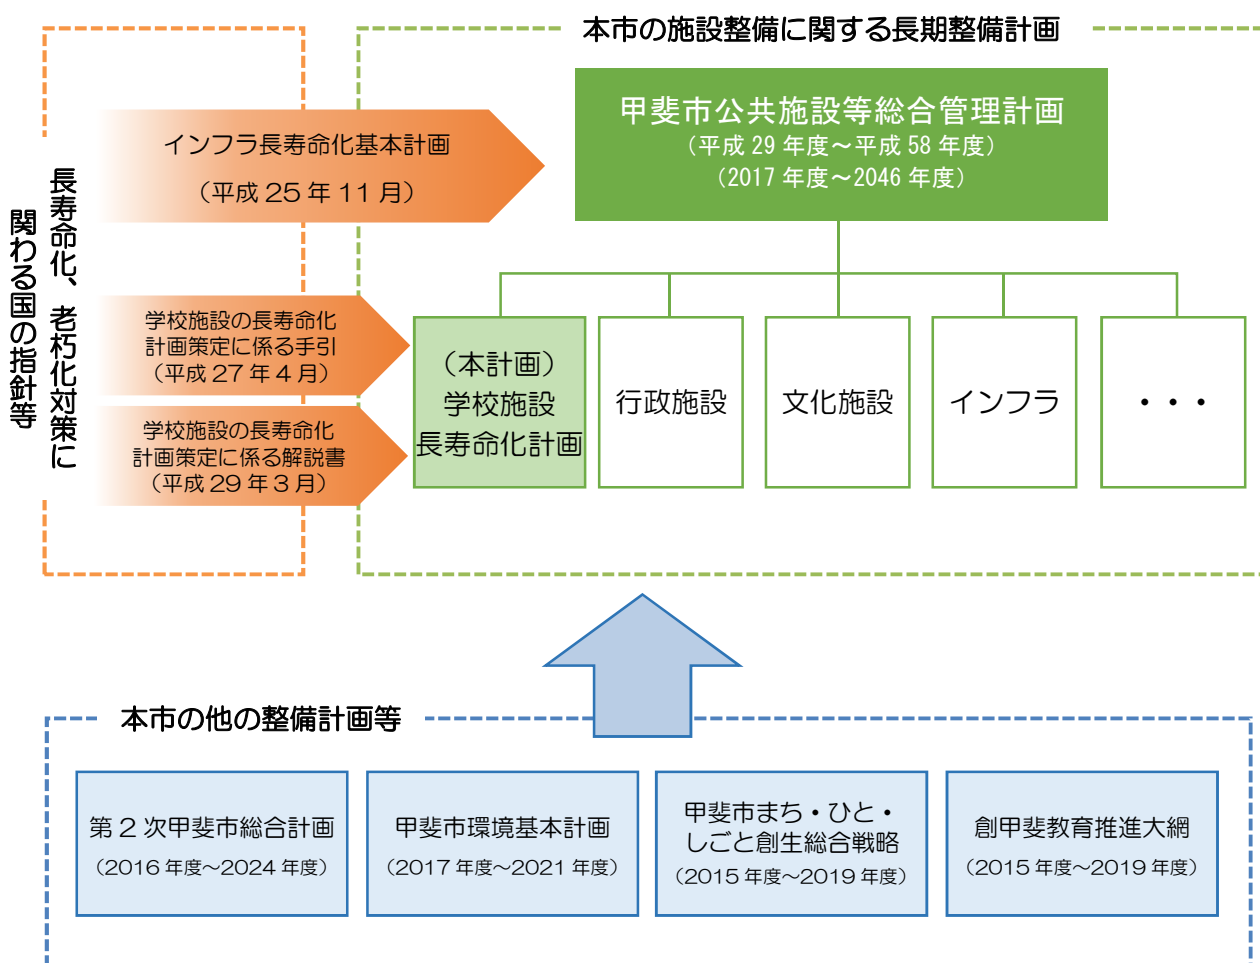 本市の施設整備に関する長期整備計画
甲斐市公共施設等総合管理計画
（平成 29 年度～平成 58 年度）
（2017 年度～2046 年度）
長寿命化、老朽化対策に
関わる国の指針等
インフラ長寿命化基本計画
（平成 25 年 11 月）
学校施設の長寿命化
計画策定に係る手引
（平成 27 年 4 月）
学校施設の長寿命化
計画策定に係る解説書
（平成 29 年 3 月）
（本計画）
学校施設
長寿命化計画
行政施設
文化施設
インフラ
・・・
本市の他の整備計画等
第 2 次甲斐市総合計画
（2016 年度～2024 年度）
甲斐市環境基本計画
（2017 年度～2021 年度）
甲斐市まち・ひと・
しごと創生総合戦略
（2015 年度～2019 年度）
創甲斐教育推進大綱
（2015 年度～2019 年度）